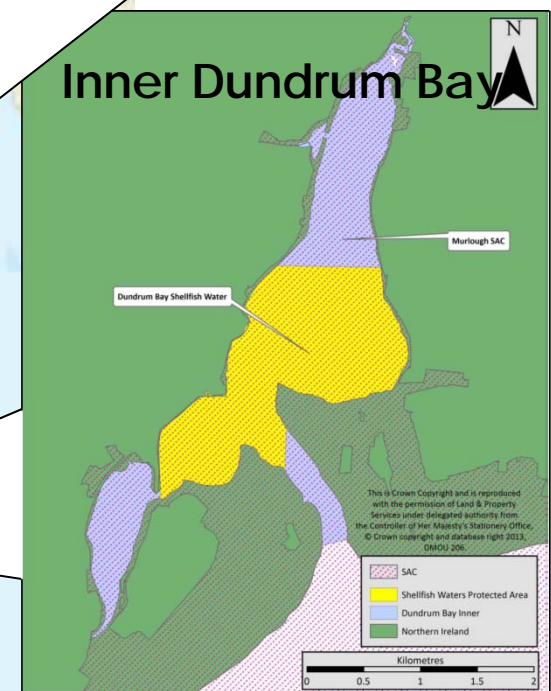 Inner Dundrum Bay
N
Murlough SAC
Dundrum Bay Shellfish Water
This is Crown Copyright and is reproduced
with the permission of Land & Property
Services under delegated authority from
the Controller of Her Majesty's Stationery Office,
© Crown copyright and database right 2013,
DMOU 206.
SAC
Shellfish Waters Protected Area
Dundrum Bay Inner
Northern Ireland
Kilometres
0 0.5 1 1.5 2